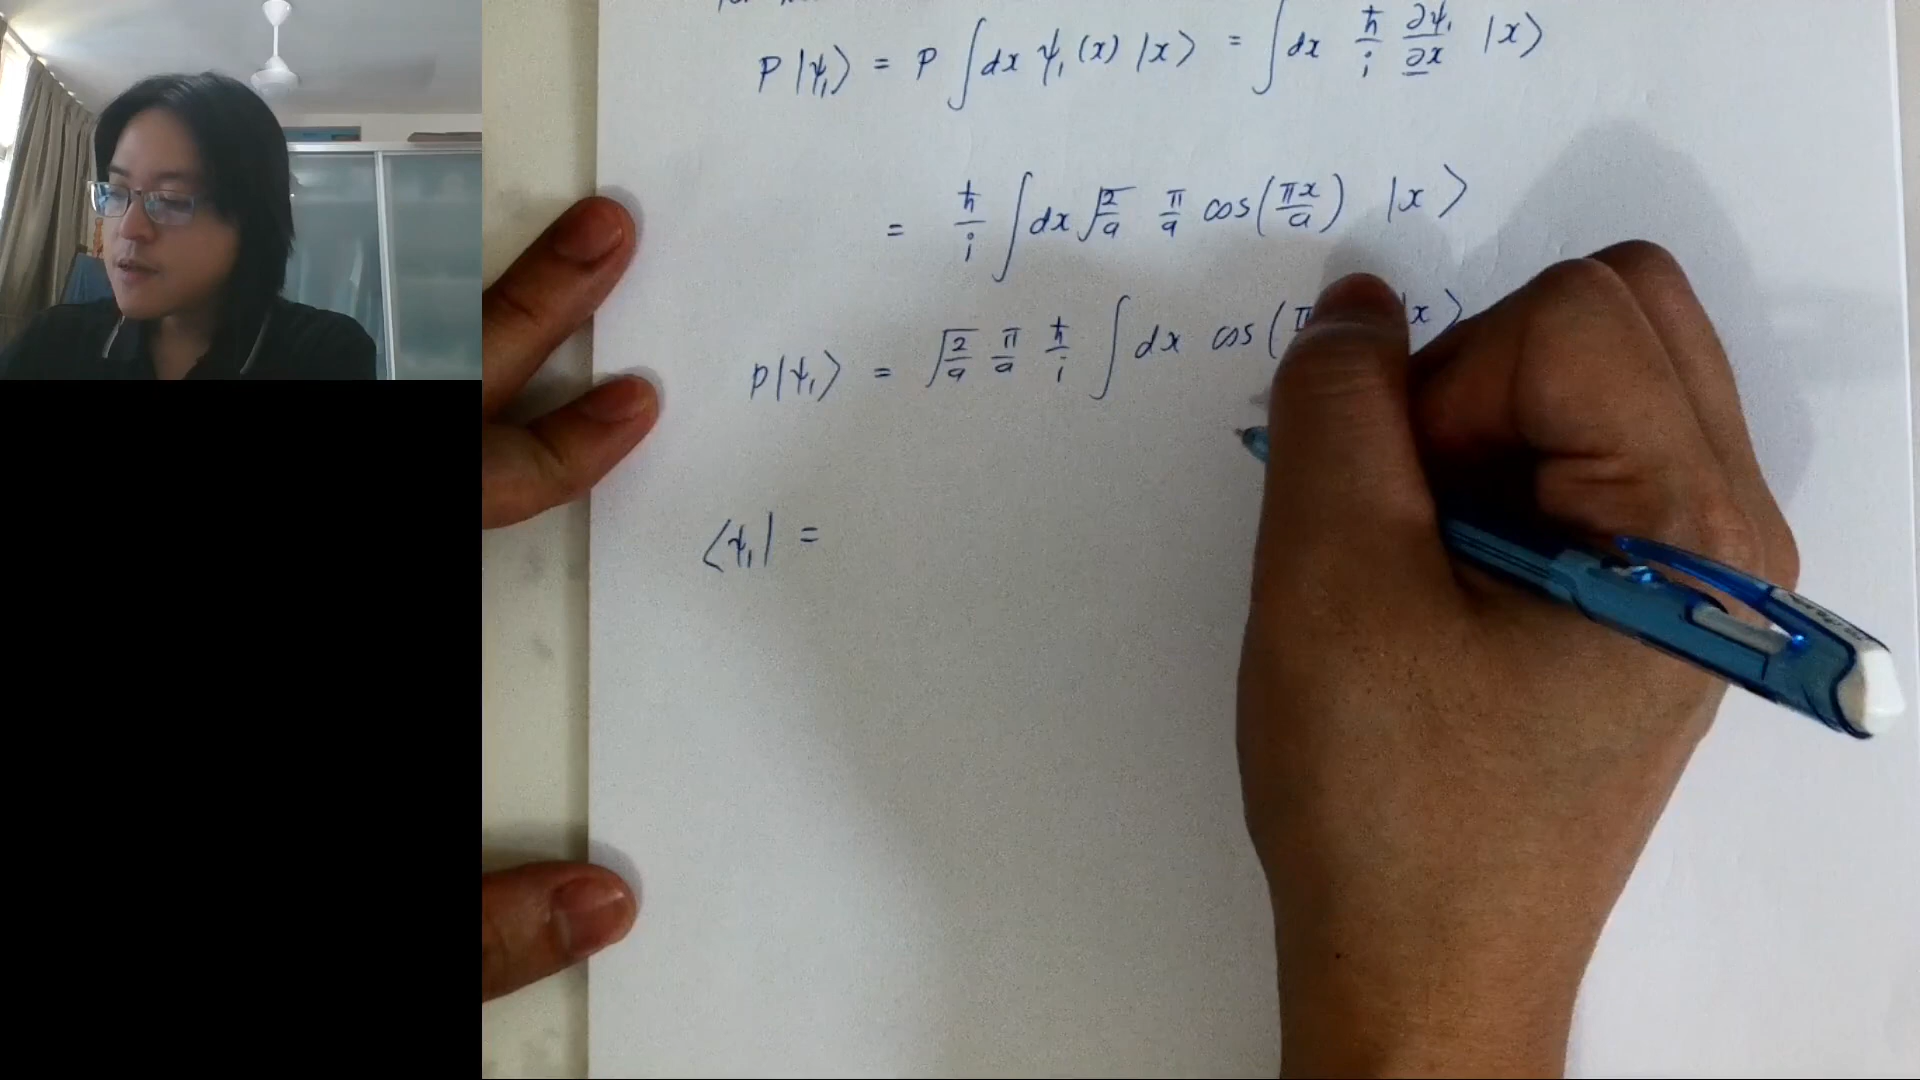 P |ψ₁⟩ = P ∫ dx ψ₁(x) |x⟩ = ∫ dx ħ/i ∂ψ₁/∂x |x⟩
= ħ/i ∫ dx √(2/a) π/a cos(πx/a) |x⟩
p|ψ₁⟩ = √(2/a) π/a ħ/i ∫ dx cos(π x⟩
⟨ψ₁| =